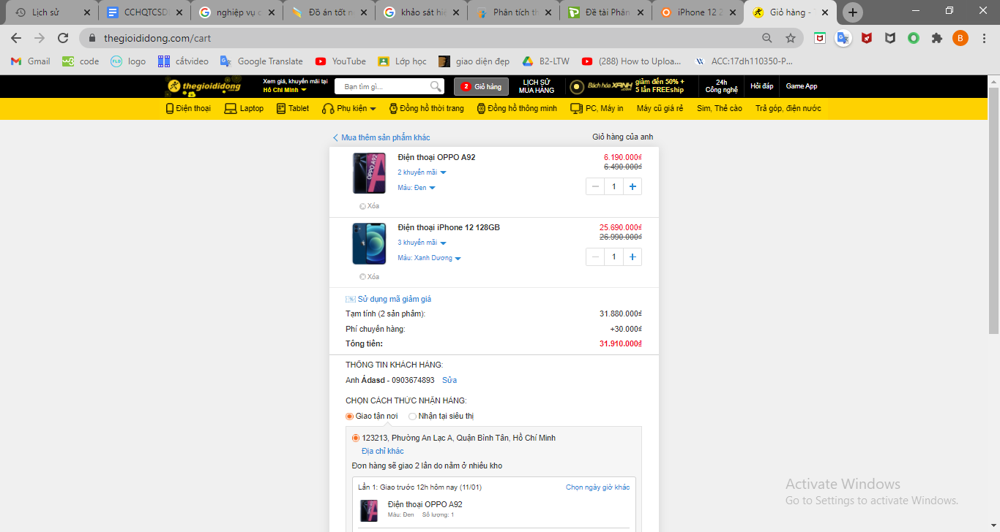 Lịch sử
CCHQTCSD
nghiệp vụ c
Đồ án tốt n
khảo sát hiệ
Phân tích th
Đề tài Phân
iPhone 12 2
Giỏ hàng -
thegioididong.com/cart
B
Gmail
code
logo
cắtvideo
Google Translate
YouTube
Lớp học
giao diện đẹp
B2-LTW
(288) How to Uploa...
ACC:17dh110350-P...
thegioididong
Xem giá, khuyến mãi tại
Hồ Chí Minh
Bạn tìm gì...
2 Giỏ hàng
LỊCH SỬ
MUA HÀNG
Bách hóa XANH
.com
giảm đến 50% +
5 lần FREEship
24h
Công nghệ
Hỏi đáp
Game App
Điện thoại
Laptop
Tablet
Phụ kiện
Đồng hồ thời trang
Đồng hồ thông minh
PC, Máy in
Máy cũ giá rẻ
Sim, Thẻ cào
Trả góp, điện nước
Mua thêm sản phẩm khác
Giỏ hàng của anh
OPPO A92
Điện thoại OPPO A92
6.190.000₫
2 khuyến mãi
6.490.000₫
Màu: Đen
1
Xóa
Điện thoại iPhone 12 128GB
25.690.000₫
3 khuyến mãi
26.990.000₫
Màu: Xanh Dương
1
Xóa
Sử dụng mã giảm giá
Tạm tính (2 sản phẩm): 31.880.000₫
Phí chuyển hàng: +30.000₫
Tổng tiền: 31.910.000₫
THÔNG TIN KHÁCH HÀNG:
Anh Ádasd - 0903674893 Sửa
CHỌN CÁCH THỨC NHẬN HÀNG:
Giao tận nơi
Nhận tại siêu thị
123213, Phường An Lạc A, Quận Bình Tân, Hồ Chí Minh
Địa chỉ khác
Đơn hàng sẽ giao 2 lần do nằm ở nhiều kho
Lần 1: Giao trước 12h hôm nay (11/01)
Chọn ngày giờ khác
Điện thoại OPPO A92
Màu: Đen Số lượng: 1
Activate Windows
Go to Settings to activate Windows.